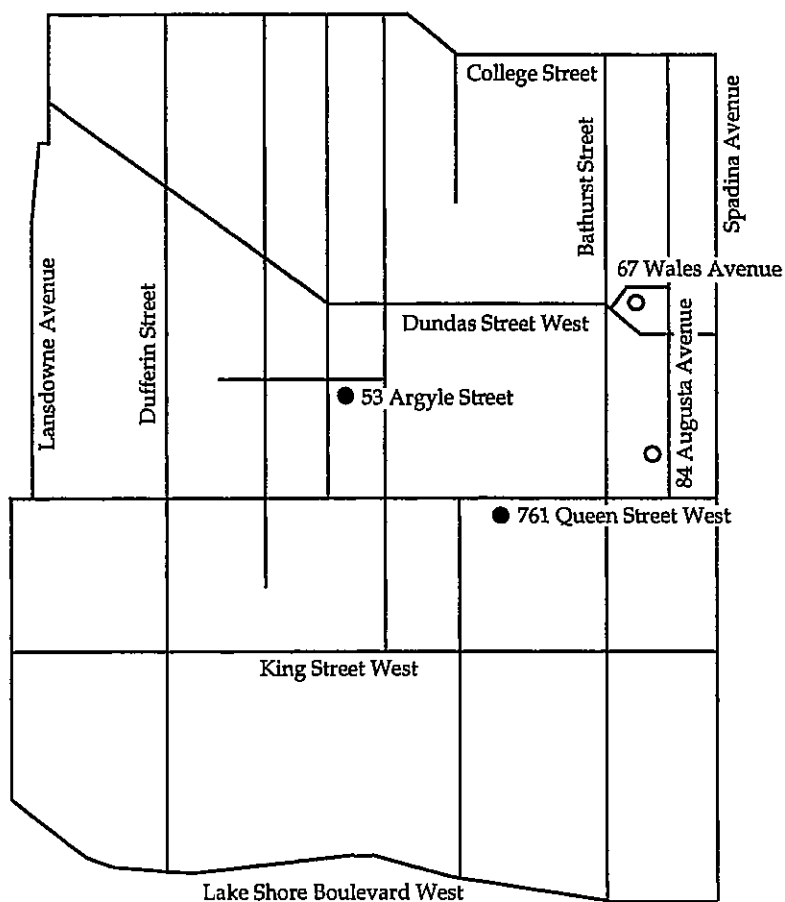 College Street
Bathurst Street
Spadina Avenue
67 Wales Avenue
Lansdowne Avenue
Dufferin Street
Dundas Street West
53 Argyle Street
84 Augusta Avenue
761 Queen Street West
King Street West
Lake Shore Boulevard West